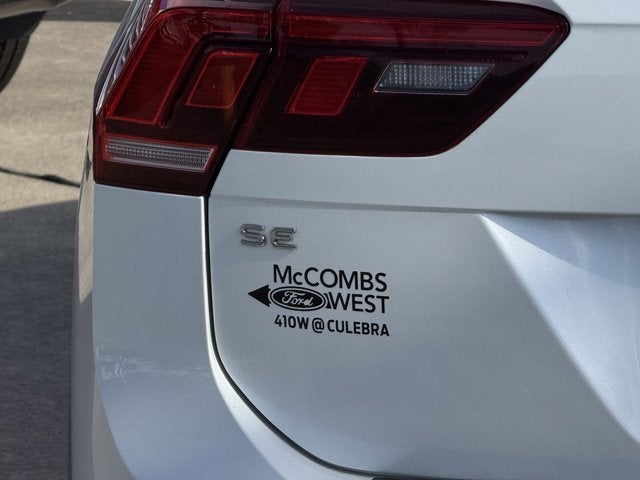 SE
McCOMBS
Ford WEST
410W @ CULEBRA